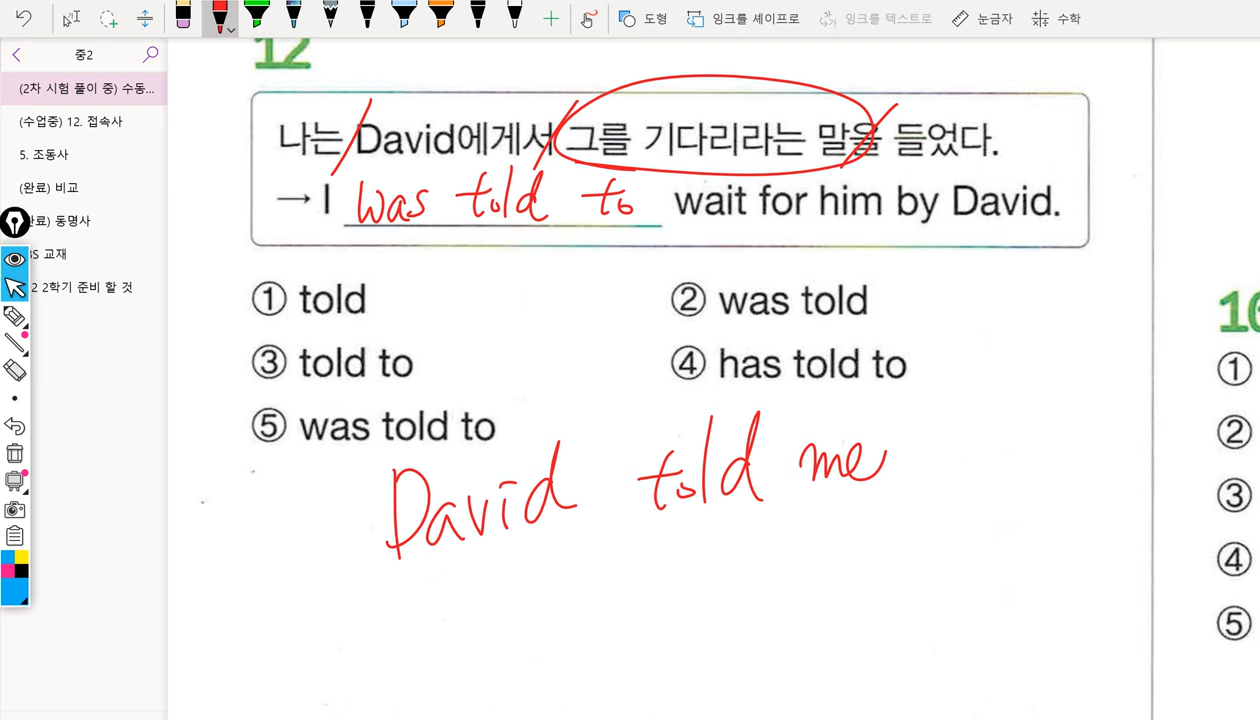 도형
잉크를 셰이프로
잉크를 텍스트로
눈금자
수학
중2
(2차 시험 풀이 중) 수동...
(수업중) 12. 접속사
5. 조동사
(완료) 비교
료) 동명사
BS 교재
2 2학기 준비 할 것
12
나는 David에게서 그를 기다리라는 말을 들었다.
→ I was told to wait for him by David.
① told
② was told
③ told to
④ has told to
⑤ was told to
David told me
①
②
③
④
⑤